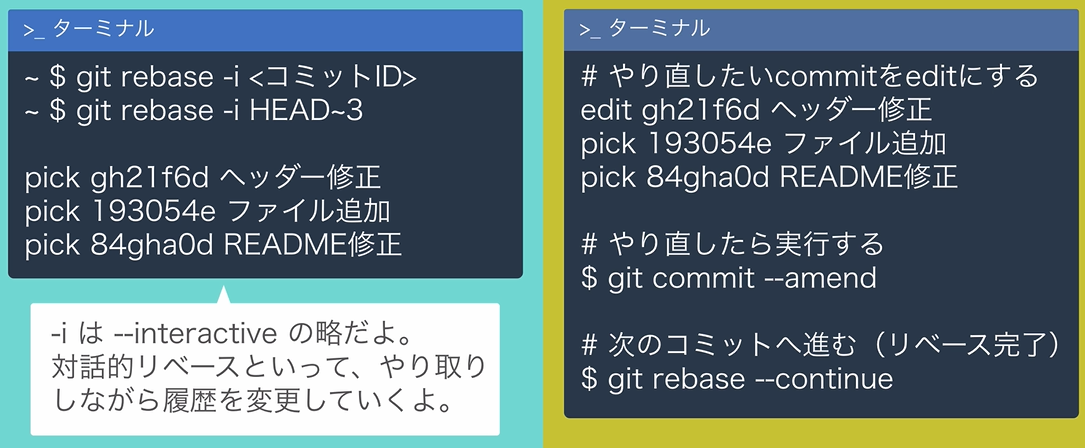 >_ ターミナル
~ $ git rebase -i <コミットID>
~ $ git rebase -i HEAD~3
pick gh21f6d ヘッダー修正
pick 193054e ファイル追加
pick 84gha0d README修正
-i は --interactive の略だよ。
対話的リベースといって、やり取り
しながら履歴を変更していくよ。
>_ ターミナル
# やり直したいcommitをeditにする
edit gh21f6d ヘッダー修正
pick 193054e ファイル追加
pick 84gha0d README修正
# やり直したら実行する
$ git commit --amend
# 次のコミットへ進む（リベース完了）
$ git rebase --continue